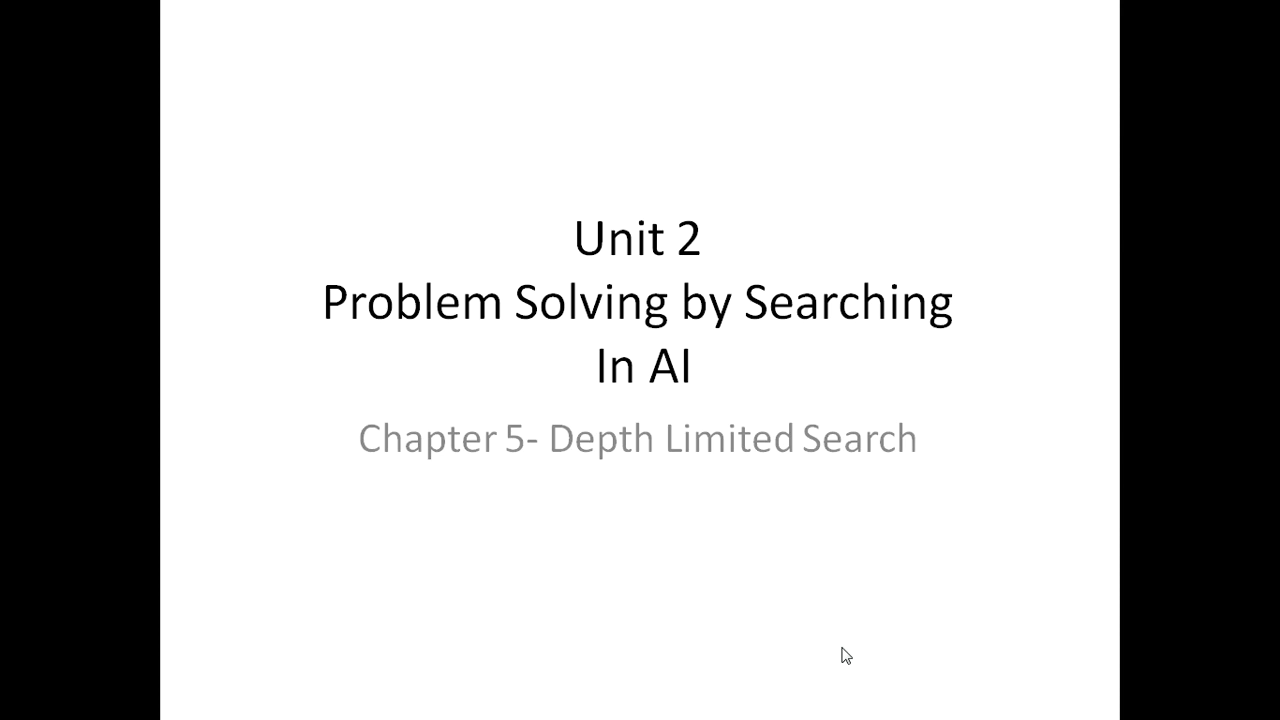 Unit 2
Problem Solving by Searching
In AI
Chapter 5- Depth Limited Search